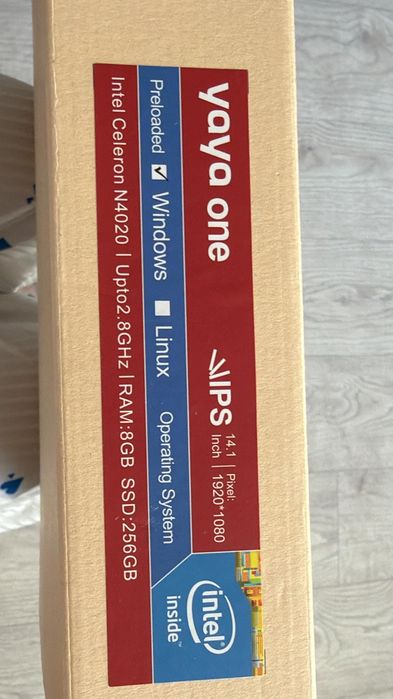 yaya one
IPS 14.1 Inch | Pixel: 1920*1080
Preloaded Windows Linux Operating System
Intel Celeron N4020 | Upto2.8GHz | RAM:8GB SSD:256GB
intel
inside™